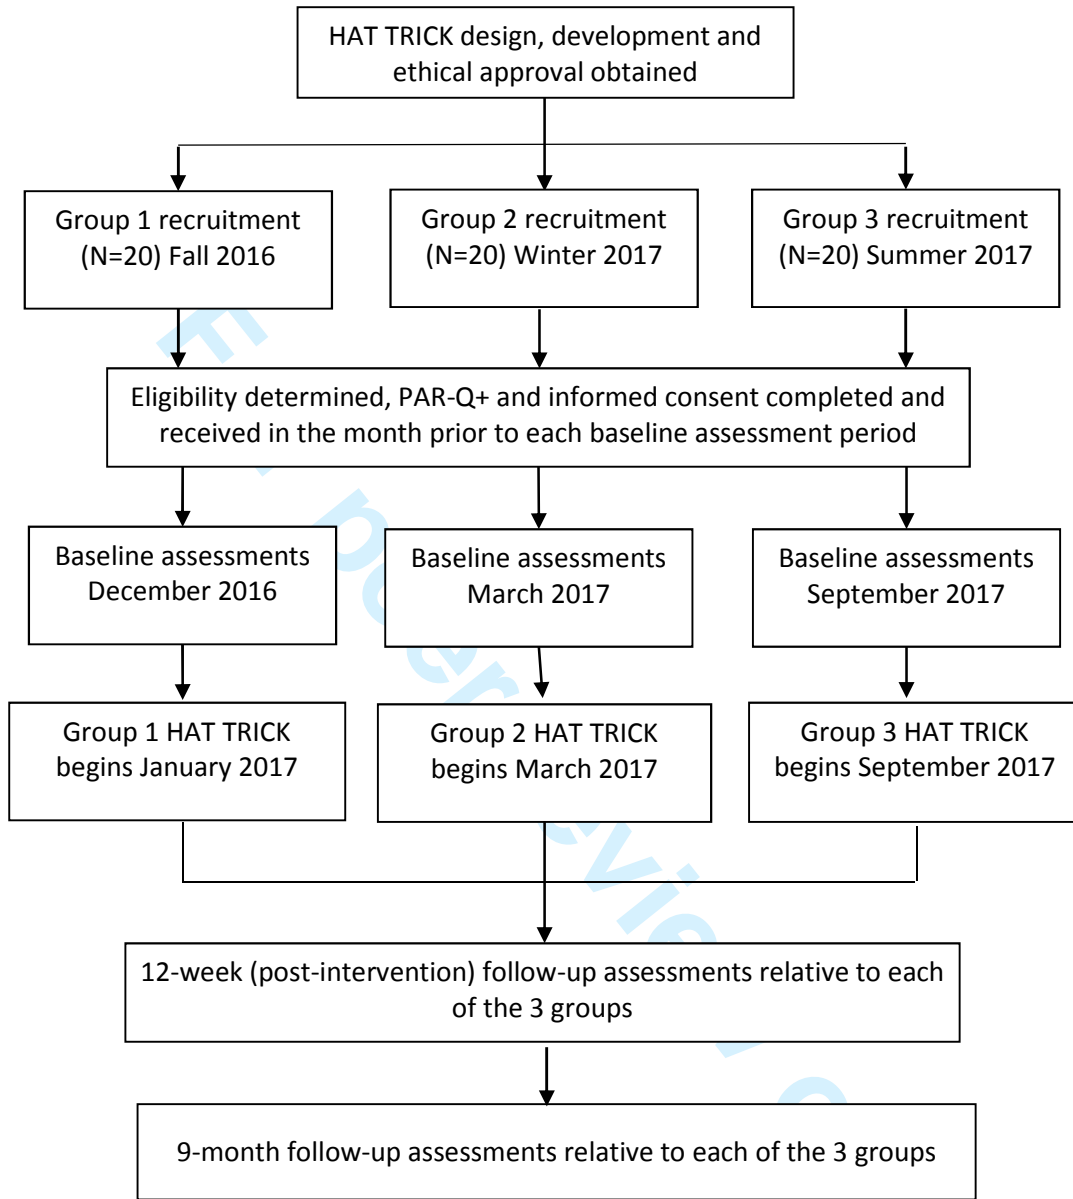 HAT TRICK design, development and
ethical approval obtained
Group 1 recruitment
(N=20) Fall 2016
Group 2 recruitment
(N=20) Winter 2017
Group 3 recruitment
(N=20) Summer 2017
Eligibility determined, PAR-Q+ and informed consent completed and
received in the month prior to each baseline assessment period
Baseline assessments
December 2016
Baseline assessments
March 2017
Baseline assessments
September 2017
Group 1 HAT TRICK
begins January 2017
Group 2 HAT TRICK
begins March 2017
Group 3 HAT TRICK
begins September 2017
12-week (post-intervention) follow-up assessments relative to each
of the 3 groups
9-month follow-up assessments relative to each of the 3 groups